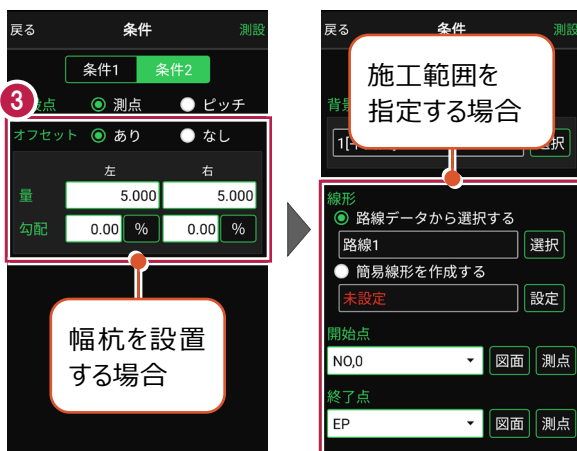 戻る 条件 測設
条件1 条件2
3 点 測点 ピッチ
オフセット あり なし
左 右
量 5.000 5.000
勾配 0.00 % 0.00 %
幅杭を設置
する場合
戻る 条件 測設
施工範囲を
指定する場合
背景
選択
線形
路線データから選択する
路線1 選択
簡易線形を作成する
未設定 設定
開始点
NO,0 図面 測点
終了点
EP 図面 測点